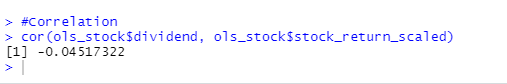 > #Correlation
> cor(ols_stock$dividend, ols_stock$stock_return_scaled)
[1] -0.04517322
>